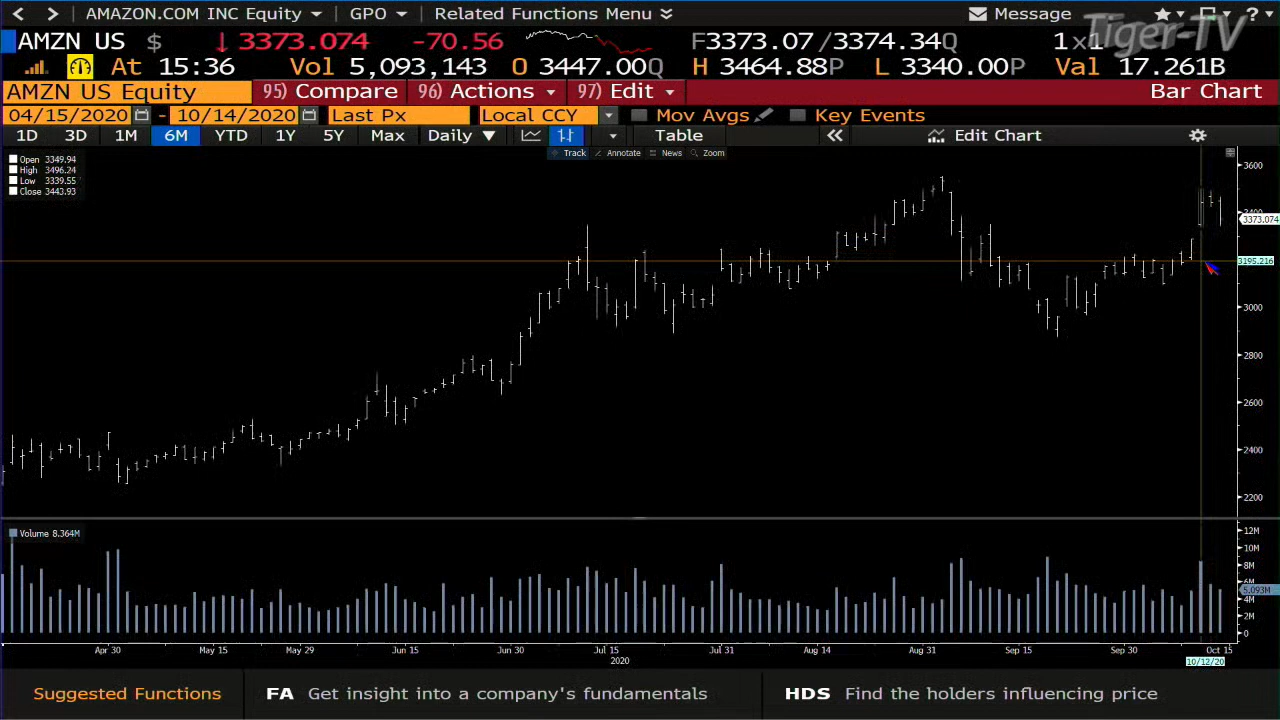 AMAZON.COM INC Equity GPO Related Functions Menu Message ?
Tiger-TV
AMZN US $ ↓ 3373.074 -70.56 F3373.07 /3374.34Q 1 x1
At 15:36 Vol 5,093,143 O 3447.00Q H 3464.88P L 3340.00P Val 17.261B
AMZN US Equity 95) Compare 96) Actions 97) Edit Bar Chart
04/15/2020 - 10/14/2020 Last Px Local CCY Mov Avgs Key Events
1D 3D 1M 6M YTD 1Y 5Y Max Daily ▼ Table Edit Chart
Track Annotate News Zoom
Open 3349.94
High 3496.24
Low 3339.55
Close 3443.93
3600
3400
3373.074
3195.216
3000
2800
2600
2400
2200
Volume 8.364M
12M
10M
8M
6M
5.093M
4M
2M
0
Apr 30 May 15 May 29 Jun 15 Jun 30 Jul 15 Jul 31 Aug 14 Aug 31 Sep 15 Sep 30 Oct 15
2020 10/12/20
Suggested Functions FA Get insight into a company's fundamentals HDS Find the holders influencing price